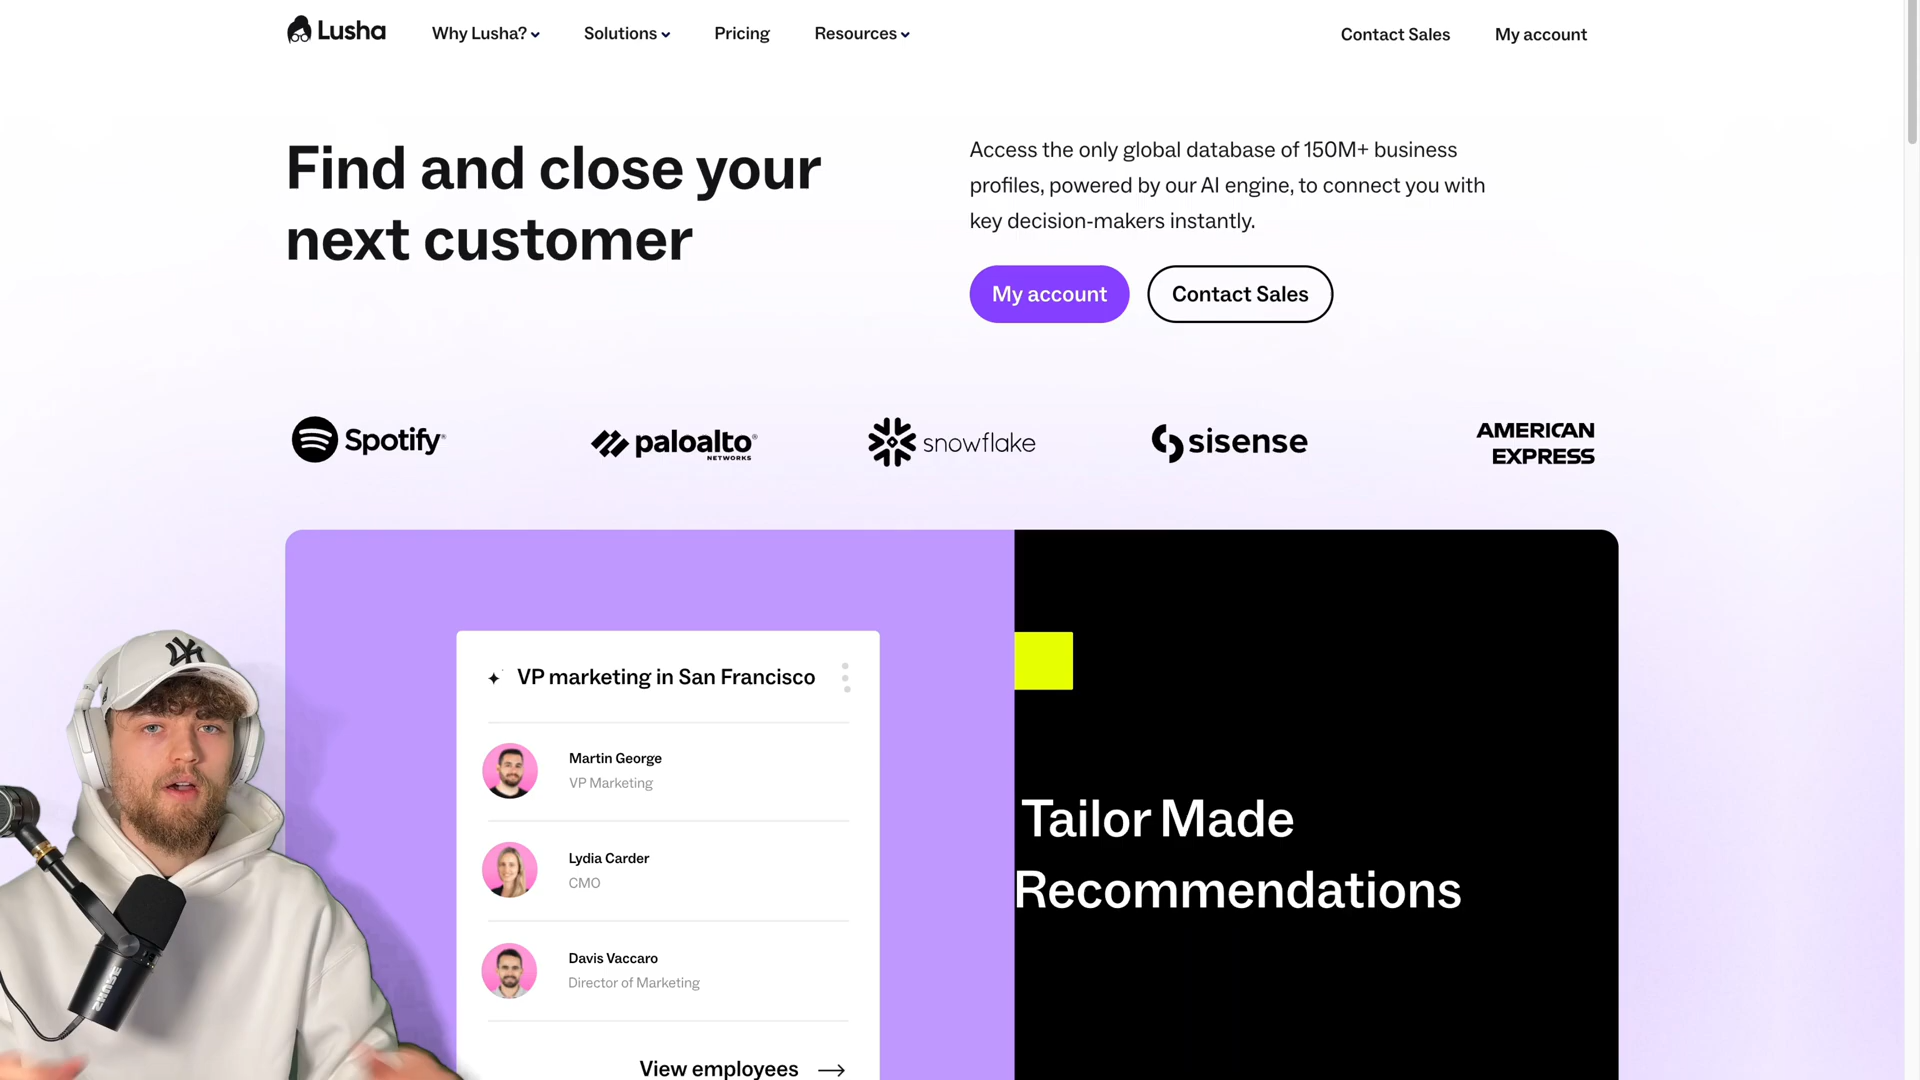 Lusha
Why Lusha?
Solutions
Pricing
Resources
Contact Sales
My account
Find and close your
next customer
Access the only global database of 150M+ business
profiles, powered by our AI engine, to connect you with
key decision-makers instantly.
My account
Contact Sales
Spotify
paloalto
NETWORKS
snowflake
sisense
AMERICAN
EXPRESS
VP marketing in San Francisco
Martin George
VP Marketing
Lydia Carder
CMO
Davis Vaccaro
Director of Marketing
View employees
Tailor Made
Recommendations
SHURE